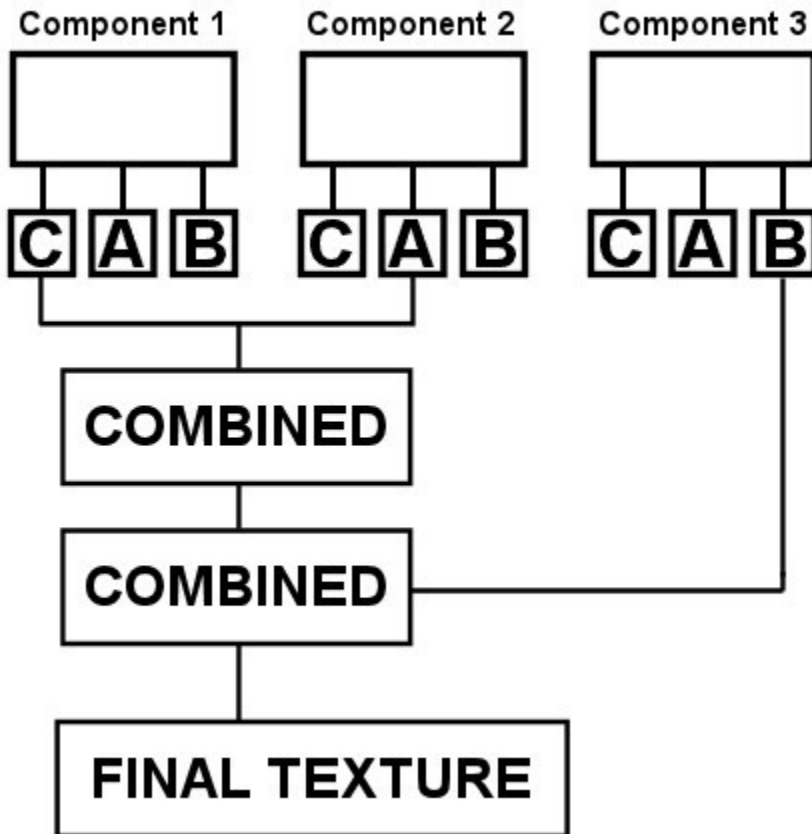 Component 1 Component 2 Component 3
C A B C A B C A B
COMBINED
COMBINED
FINAL TEXTURE